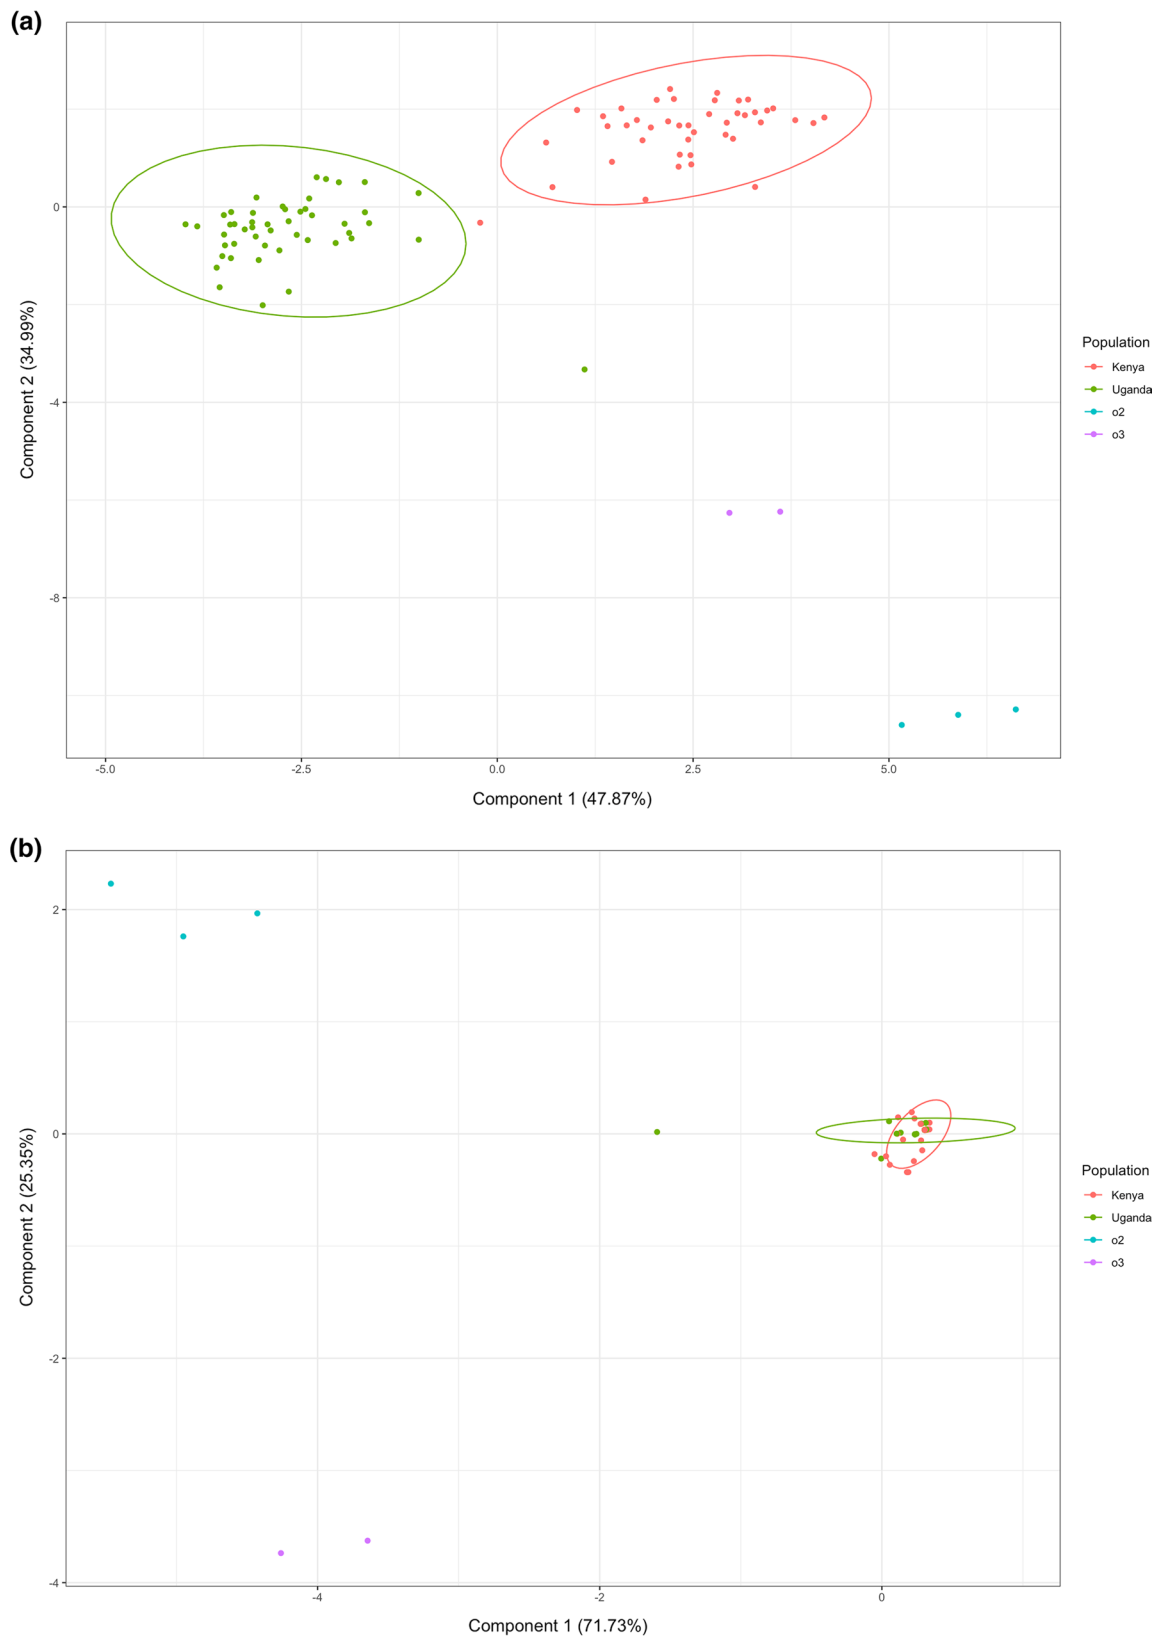 (a)
0
-4
-8
Component 2 (34.99%)
-5.0
-2.5
0.0
2.5
5.0
Component 1 (47.87%)
Population
Kenya
Uganda
o2
o3
(b)
2
0
-2
-4
Component 2 (25.35%)
-4
-2
0
Component 1 (71.73%)
Population
Kenya
Uganda
o2
o3